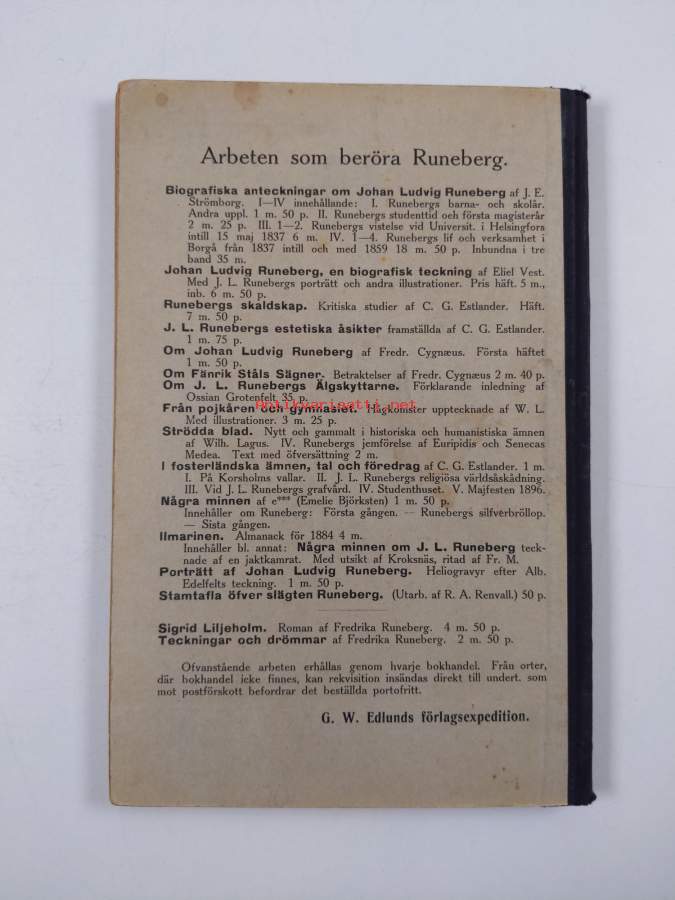 Arbeten som beröra Runeberg.
Biografiska anteckningar om Johan Ludvig Runeberg af J. E.
Strömborg. I—IV innehållande: I. Runebergs barna- och skolår.
Andra uppl. 1 m. 50 p. II. Runebergs studenttid och första magisterår
2 m. 25 p. III. 1—2. Runebergs vistelse vid Universit. i Helsingfors
intill 15 maj 1837 6 m. IV. 1—4. Runebergs lif och verksamhet i
Borgå från 1837 intill och med 1859 18 m. 50 p. Inbundna i tre
band 35 m.
Johan Ludvig Runeberg, en biografisk teckning af Eliel Vest.
Med J. L. Runebergs porträtt och andra illustrationer. Pris häft. 5 m.,
inb. 6 m. 50 p.
Runebergs skaldskap. Kritiska studier af C. G. Estlander. Häft.
7 m. 50 p.
J. L. Runebergs estetiska åsikter framställda af C. G. Estlander.
1 m. 75 p.
Om Johan Ludvig Runeberg af Fredr. Cygnæus. Första häftet
1 m. 50 p.
Om Fänrik Ståls Sägner. Betraktelser af Fredr. Cygnæus 2 m. 40 p.
Om J. L. Runebergs Älgskyttarne. Förklarande inledning af
Ossian Grotenfelt 35 p.
antikvariaatti.net
Från pojkåren och gymnasiet. Hågkomster upptecknade af W. L.
Med illustrationer. 3 m. 25 p.
Strödda blad. Nytt och gammalt i historiska och humanistiska ämnen
af Wilh. Lagus. IV. Runebergs jemförelse af Euripidis och Senecas
Medea. Text med öfversättning 2 m.
I fosterländska ämnen, tal och föredrag af C. G. Estlander. 1 m.
I. På Korsholms vallar. II. J. L. Runebergs religiösa världsåskådning.
III. Vid J. L. Runebergs grafvård. IV. Studenthuset. V. Majfesten 1896.
Några minnen af e*** (Emelie Björksten) 1 m. 50 p.
Innehåller om Runeberg: Första gången. — Runebergs silfverbröllop.
— Sista gången.
Ilmarinen. Almanack för 1884 4 m.
Innehåller bl. annat: Några minnen om J. L. Runeberg teck-
nade af en jaktkamrat. Med utsikt af Kroksnäs, ritad af Fr. M.
Porträtt af Johan Ludvig Runeberg. Heliogravyr efter Alb.
Edelfelts teckning. 1 m. 50 p.
Stamtafla öfver slägten Runeberg. (Utarb. af R. A. Renvall.) 50 p.
Sigrid Liljeholm. Roman af Fredrika Runeberg. 4 m. 50 p.
Teckningar och drömmar af Fredrika Runeberg. 2 m. 50 p.
Ofvanstående arbeten erhållas genom hvarje bokhandel. Från orter,
där bokhandel icke finnes, kan rekvisition insändas direkt till undert. som
mot postförskott befordrar det beställda portofritt.
G. W. Edlunds förlagsexpedition.